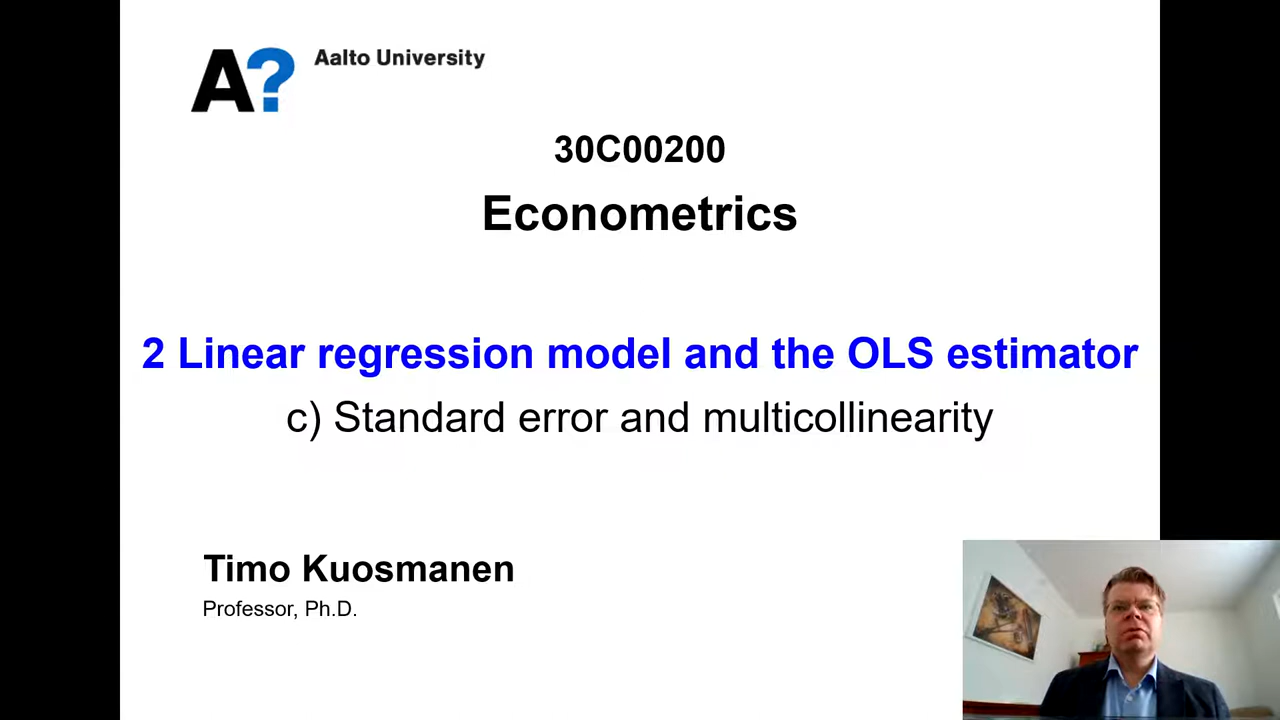 A?
Aalto University
30C00200
Econometrics
2 Linear regression model and the OLS estimator
c) Standard error and multicollinearity
Timo Kuosmanen
Professor, Ph.D.